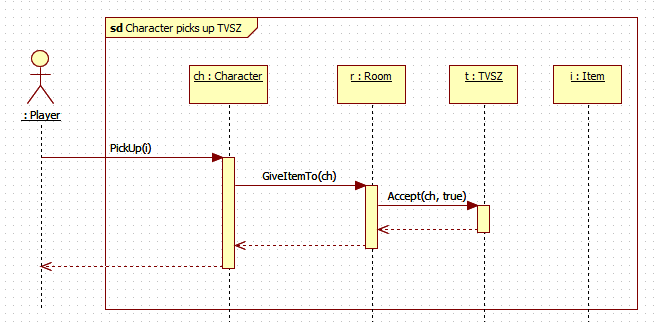 sd Character picks up TVSZ
ch : Character
r : Room
t : TVSZ
i : Item
: Player
PickUp(i)
GiveItemTo(ch)
Accept(ch, true)